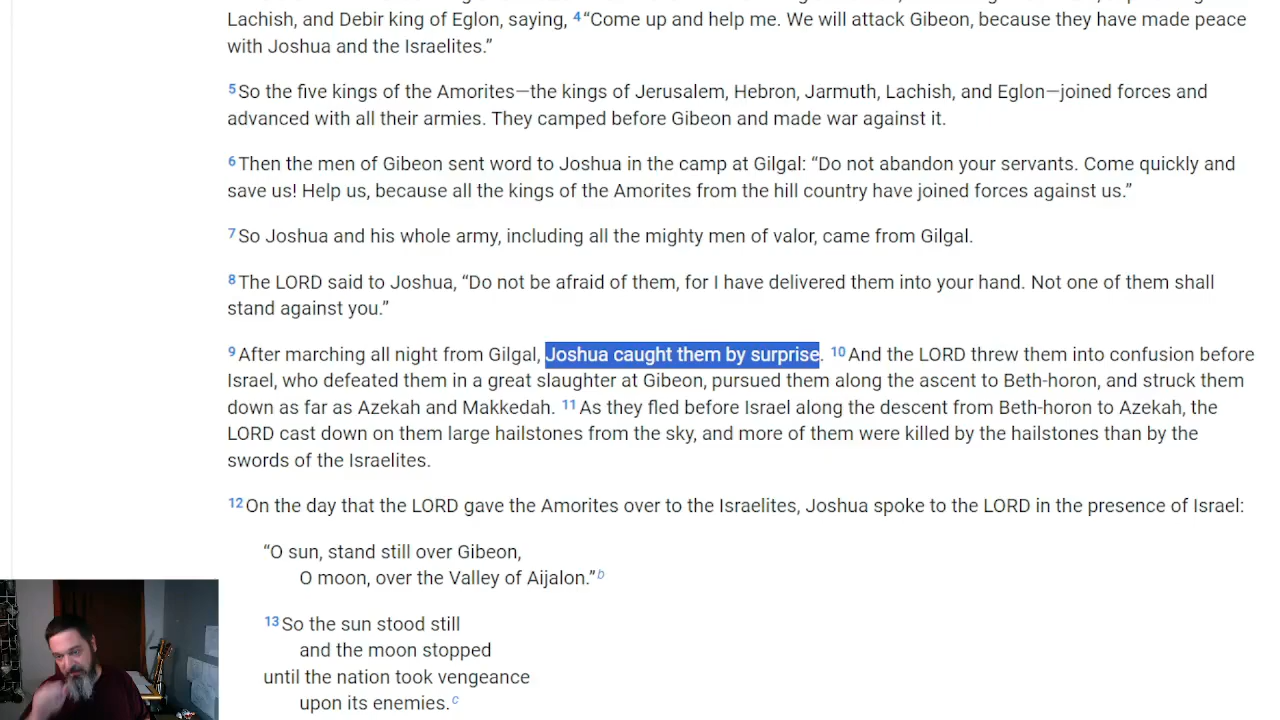 Lachish, and Debir king of Eglon, saying, 4 “Come up and help me. We will attack Gibeon, because they have made peace
with Joshua and the Israelites.”
5 So the five kings of the Amorites—the kings of Jerusalem, Hebron, Jarmuth, Lachish, and Eglon—joined forces and
advanced with all their armies. They camped before Gibeon and made war against it.
6 Then the men of Gibeon sent word to Joshua in the camp at Gilgal: “Do not abandon your servants. Come quickly and
save us! Help us, because all the kings of the Amorites from the hill country have joined forces against us.”
7 So Joshua and his whole army, including all the mighty men of valor, came from Gilgal.
8 The LORD said to Joshua, “Do not be afraid of them, for I have delivered them into your hand. Not one of them shall
stand against you.”
9 After marching all night from Gilgal, Joshua caught them by surprise. 10 And the LORD threw them into confusion before
Israel, who defeated them in a great slaughter at Gibeon, pursued them along the ascent to Beth-horon, and struck them
down as far as Azekah and Makkedah. 11 As they fled before Israel along the descent from Beth-horon to Azekah, the
LORD cast down on them large hailstones from the sky, and more of them were killed by the hailstones than by the
swords of the Israelites.
12 On the day that the LORD gave the Amorites over to the Israelites, Joshua spoke to the LORD in the presence of Israel:
“O sun, stand still over Gibeon,
O moon, over the Valley of Aijalon.” b
13 So the sun stood still
and the moon stopped
until the nation took vengeance
upon its enemies. c